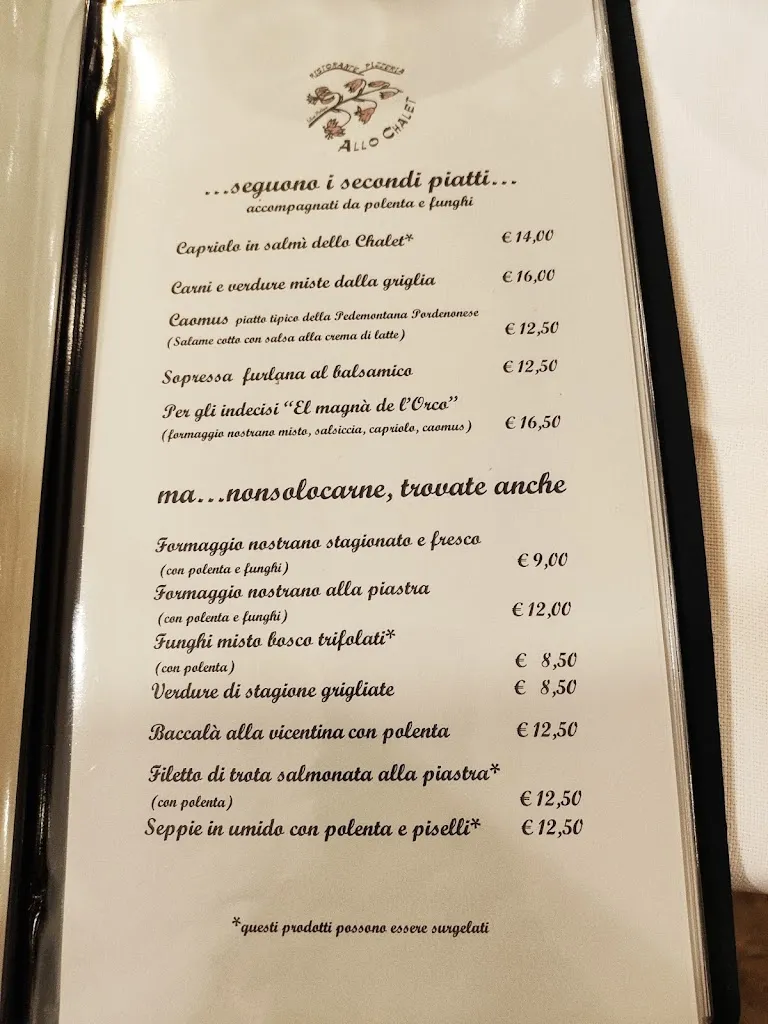 RISTORANTE PIZZERIA
ALLO CHALET
...seguono i secondi piatti...
accompagnati da polenta e funghi
Capriolo in salmì dello Chalet* € 14,00
Carni e verdure miste dalla griglia € 16,00
Caomus piatto tipico della Pedemontana Pordenonese
(Salame cotto con salsa alla crema di latte) € 12,50
Sopressa furlana al balsamico € 12,50
Per gli indecisi “El magnà de l'Orco”
(formaggio nostrano misto, salsiccia, capriolo, caomus) € 16,50
ma...nonsolocarne, trovate anche
Formaggio nostrano stagionato e fresco
(con polenta e funghi) € 9,00
Formaggio nostrano alla piastra
(con polenta e funghi) € 12,00
Funghi misto bosco trifolati*
(con polenta) € 8,50
Verdure di stagione grigliate € 8,50
Baccalà alla vicentina con polenta € 12,50
Filetto di trota salmonata alla piastra*
(con polenta) € 12,50
Seppie in umido con polenta e piselli* € 12,50
*questi prodotti possono essere surgelati